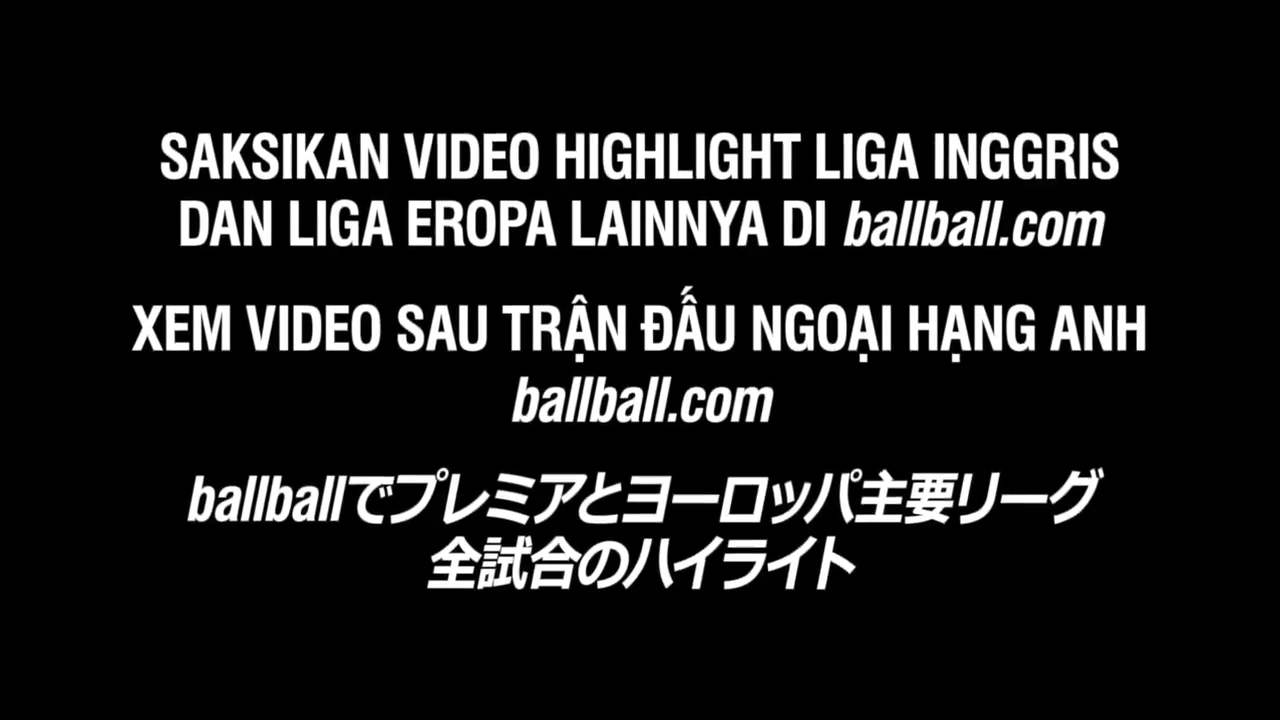 SAKSIKAN VIDEO HIGHLIGHT LIGA INGGRIS
DAN LIGA EROPA LAINNYA DI ballball.com
XEM VIDEO SAU TRẬN ĐẤU NGOẠI HẠNG ANH
ballball.com
ballballでプレミアとヨーロッパ主要リーグ
全試合のハイライト